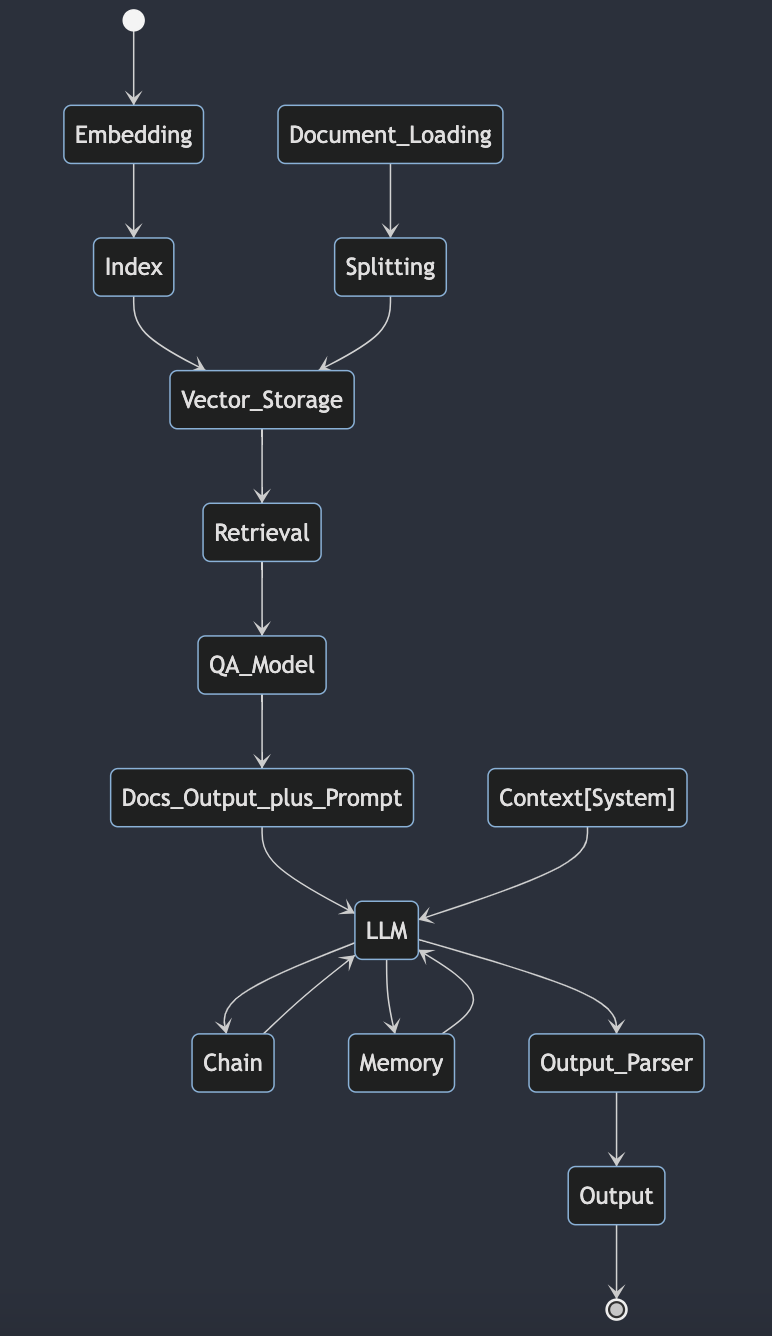 Embedding
Document_Loading
Index
Splitting
Vector_Storage
Retrieval
QA_Model
Docs_Output_plus_Prompt
Context[System]
LLM
Chain
Memory
Output_Parser
Output